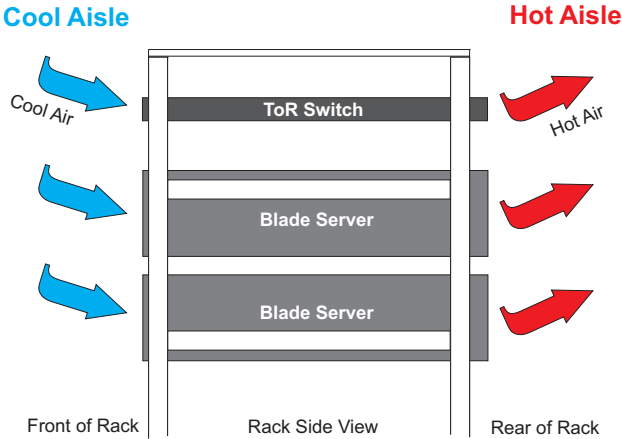 Cool Aisle
Hot Aisle
Cool Air
ToR Switch
Hot Air
Blade Server
Blade Server
Front of Rack
Rack Side View
Rear of Rack